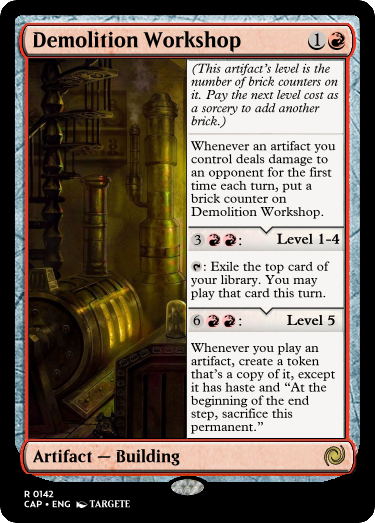 Demolition Workshop 1
(This artifact's level is the
number of brick counters on
it. Pay the next level cost as
a sorcery to add another
brick.)
Whenever an artifact you
control deals damage to
an opponent for the first
time each turn, put a
brick counter on
Demolition Workshop.
3 : Level 1-4
: Exile the top card of
your library. You may
play that card this turn.
6 : Level 5
Whenever you play an
artifact, create a token
that's a copy of it, except
it has haste and “At the
beginning of the end
step, sacrifice this
permanent.”
Artifact — Building
R 0142
CAP • ENG TARGETE